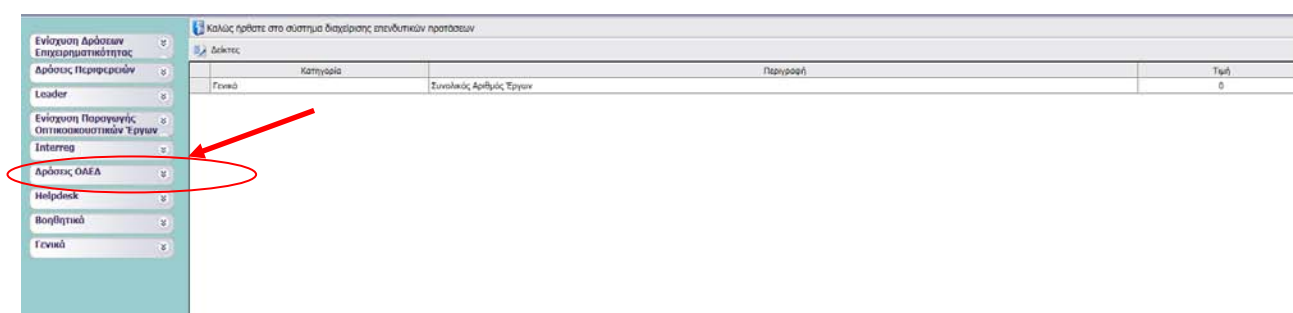 Καλώς ήρθατε στο σύστημα διαχείρισης επενδυτικών προτάσεων
Δείκτες
Κατηγορία Περιγραφή Τιμή
Γενικό Συνολικός Αριθμός Έργων 0
Ενίσχυση Δράσεων
Επιχειρηματικότητας
Δράσεις Περιφερειών
Leader
Ενίσχυση Παραγωγής
Οπτικοακουστικών Έργων
Interreg
Δράσεις ΟΑΕΔ
Helpdesk
Βοηθητικά
Γενικά